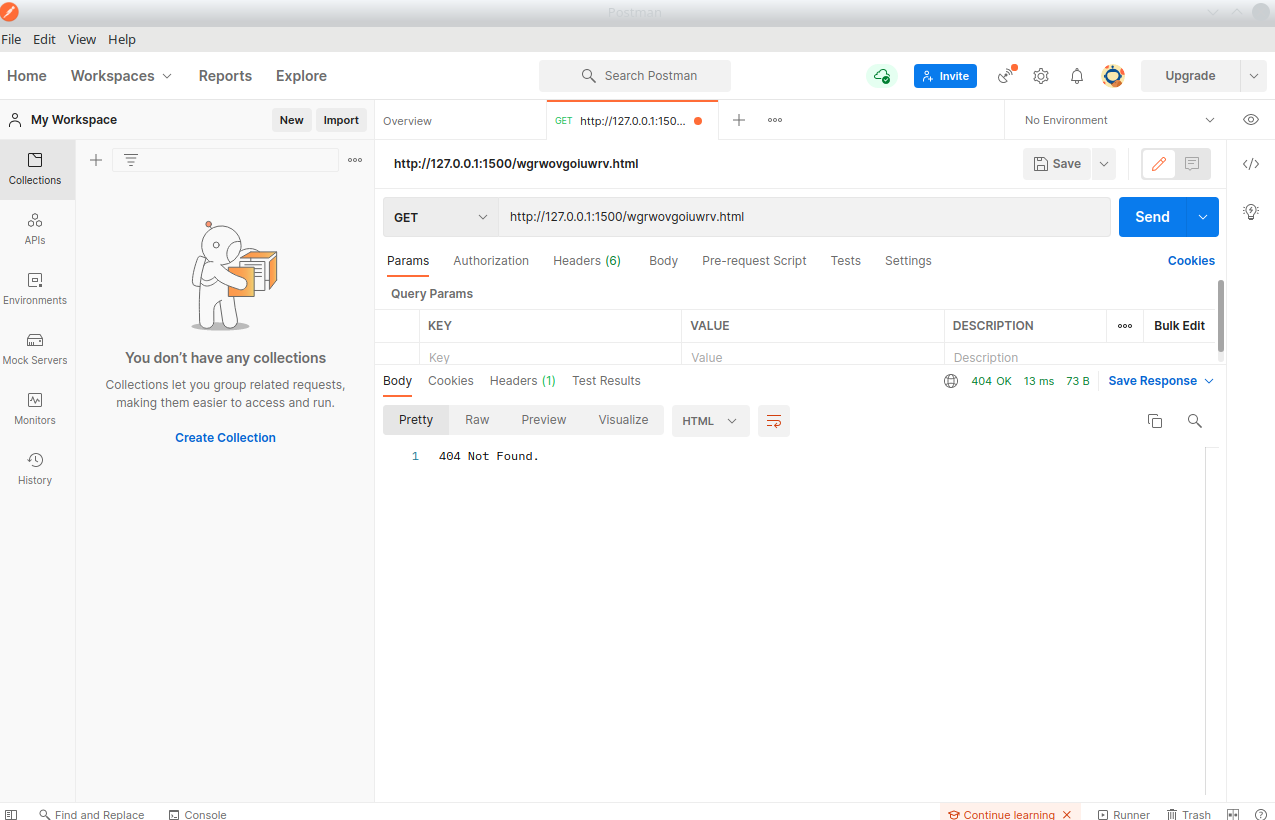 Postman
File Edit View Help
Home Workspaces Reports Explore Search Postman Invite Upgrade
My Workspace New Import
Overview GET http://127.0.0.1:150... No Environment
Collections
APIs
Environments
Mock Servers
Monitors
History
You don't have any collections
Collections let you group related requests,
making them easier to access and run.
Create Collection
http://127.0.0.1:1500/wgrwovgoiuwrv.html Save
GET http://127.0.0.1:1500/wgrwovgoiuwrv.html Send
Params Authorization Headers (6) Body Pre-request Script Tests Settings Cookies
Query Params
KEY VALUE DESCRIPTION Bulk Edit
Key Value Description
Body Cookies Headers (1) Test Results 404 OK 13 ms 73 B Save Response
Pretty Raw Preview Visualize HTML
1 404 Not Found.
Find and Replace Console Continue learning Runner Trash